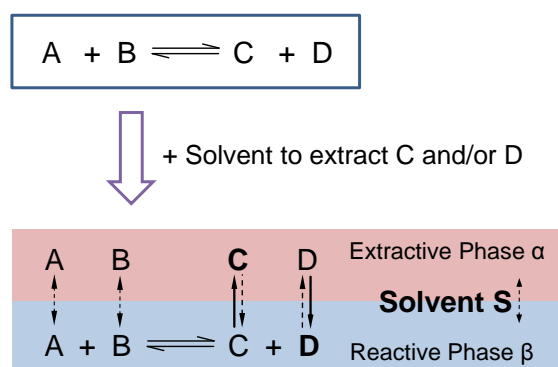 A + B ⇌ C + D
+ Solvent to extract C and/or D
A B C D Extractive Phase α
Solvent S
A + B ⇌ C + D Reactive Phase β